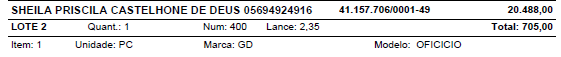 SHEILA PRISCILA CASTELHONE DE DEUS 05694924916 41.157.706/0001-49 20.488,00
LOTE 2 Quant.: 1 Num: 400 Lance: 2,35 Total: 705,00
Item: 1 Unidade: PC Marca: GD Modelo: OFICICIO